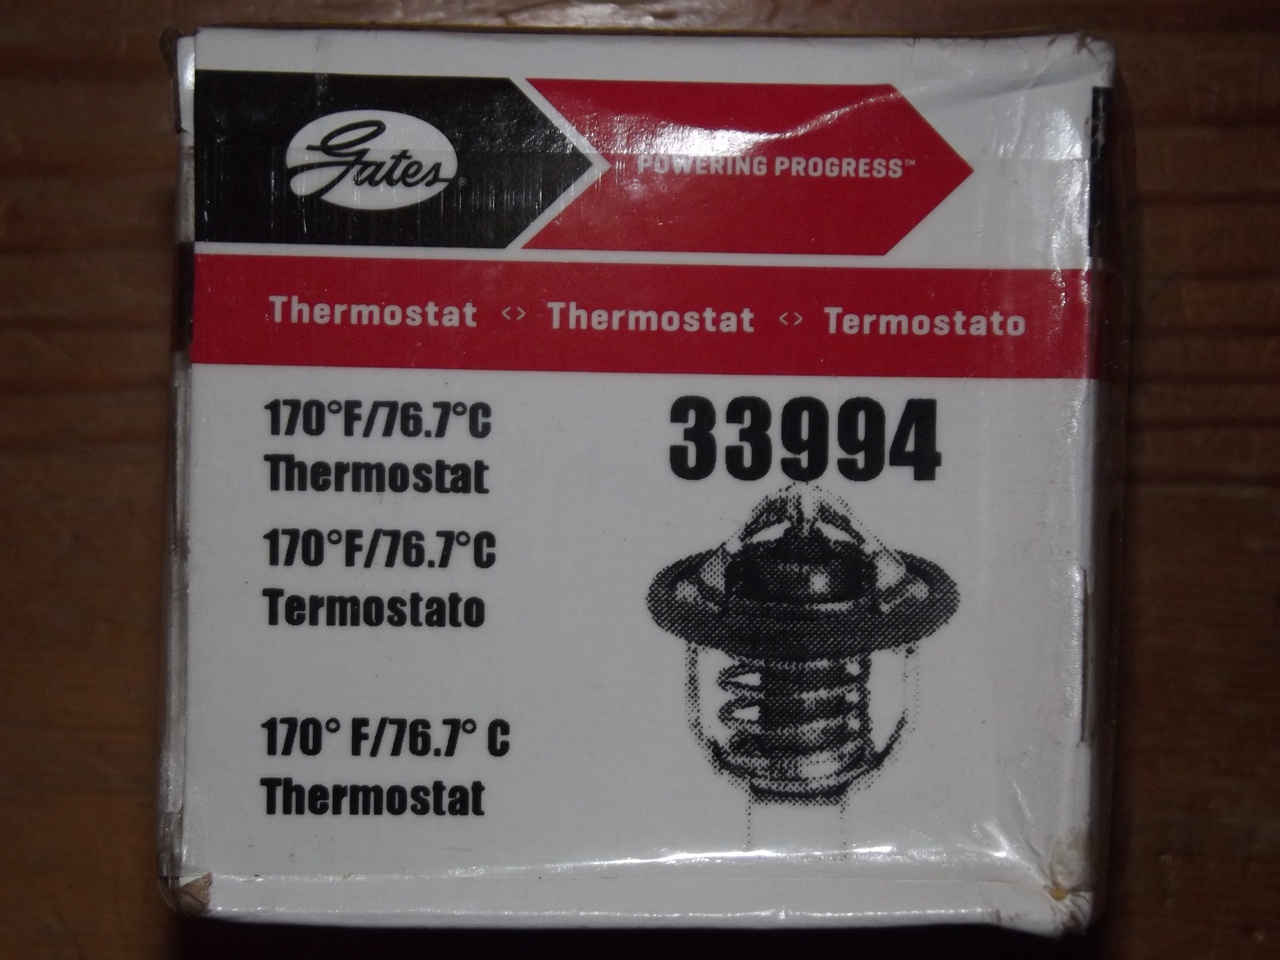 Gates®
POWERING PROGRESS™
Thermostat <> Thermostat <> Termostato
170°F/76.7°C
Thermostat
33994
170°F/76.7°C
Termostato
170° F/76.7° C
Thermostat